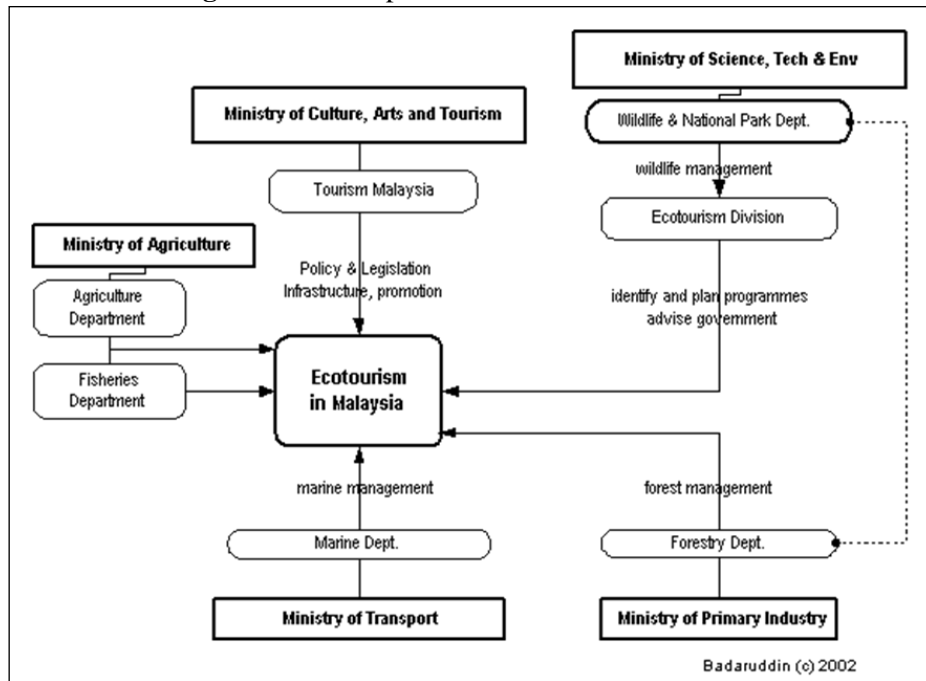 Ministry of Science, Tech & Env
Wildlife & National Park Dept.
wildlife management
Ecotourism Division
identify and plan programmes
advise government
Ministry of Culture, Arts and Tourism
Tourism Malaysia
Policy & Legislation
Infrastructure, promotion
Ministry of Agriculture
Agriculture
Department
Fisheries
Department
Ecotourism
in Malaysia
marine management
Marine Dept.
Ministry of Transport
forest management
Forestry Dept.
Ministry of Primary Industry
Badaruddin (c) 2002